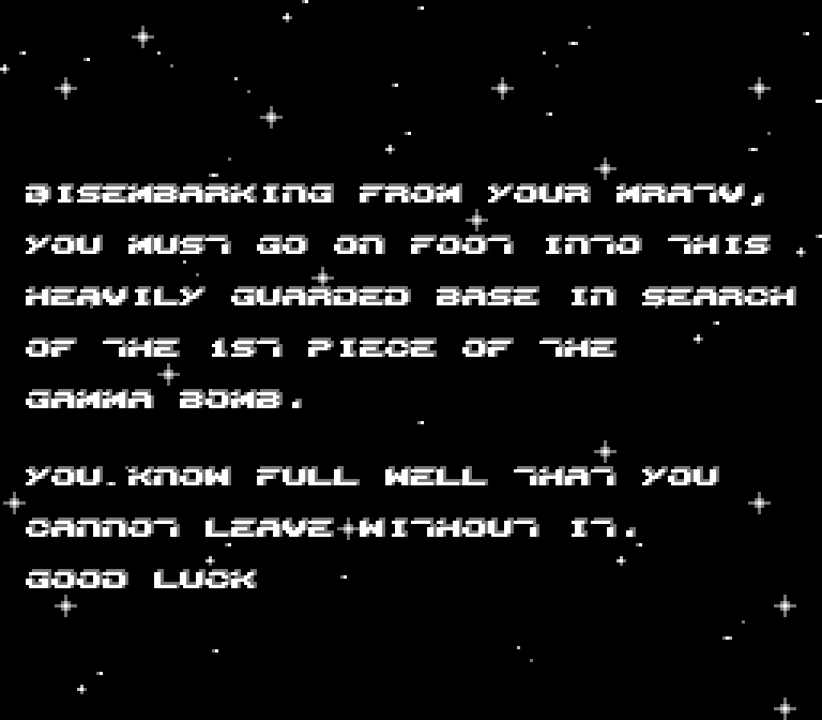 DISEMBARKING FROM YOUR MRATV,
YOU MUST GO ON FOOT INTO THIS
HEAVILY GUARDED BASE IN SEARCH
OF THE 1ST PIECE OF THE
GAMMA BOMB.
YOU KNOW FULL WELL THAT YOU
CANNOT LEAVE WITHOUT IT.
GOOD LUCK